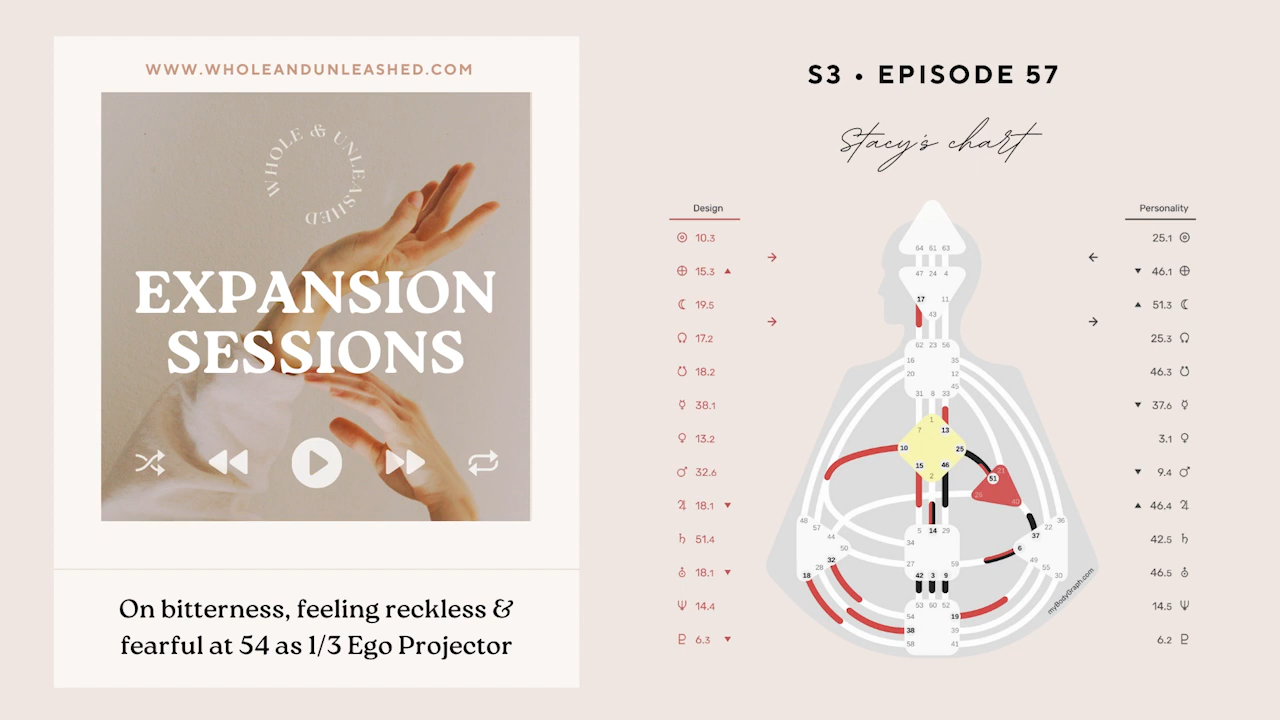 WWW.WHOLEANDUNLEASHED.COM
WHOLE & UNLEASHED
EXPANSION
SESSIONS
On bitterness, feeling reckless &
fearful at 54 as 1/3 Ego Projector
S3 • EPISODE 57
stacy's chart
Design
10.3
15.3
19.5
17.2
18.2
38.1
13.2
32.6
18.1
51.4
18.1
14.4
6.3
64 61 63
47 24 4
17 11
43
62 23 56
16 35
20 12
45
31 8 33
1
7 13
10 25
15 46
2
51 21
26 40
48 57 44 50
5 14 29
34
27 59
22 36
37
6 49 55 30
32
28
18
42 3 9
53 60 52
54 19
38 39
58 41
myBodyGraph.com
Personality
25.1
46.1
51.3
25.3
46.3
37.6
3.1
9.4
46.4
42.5
46.5
14.5
6.2